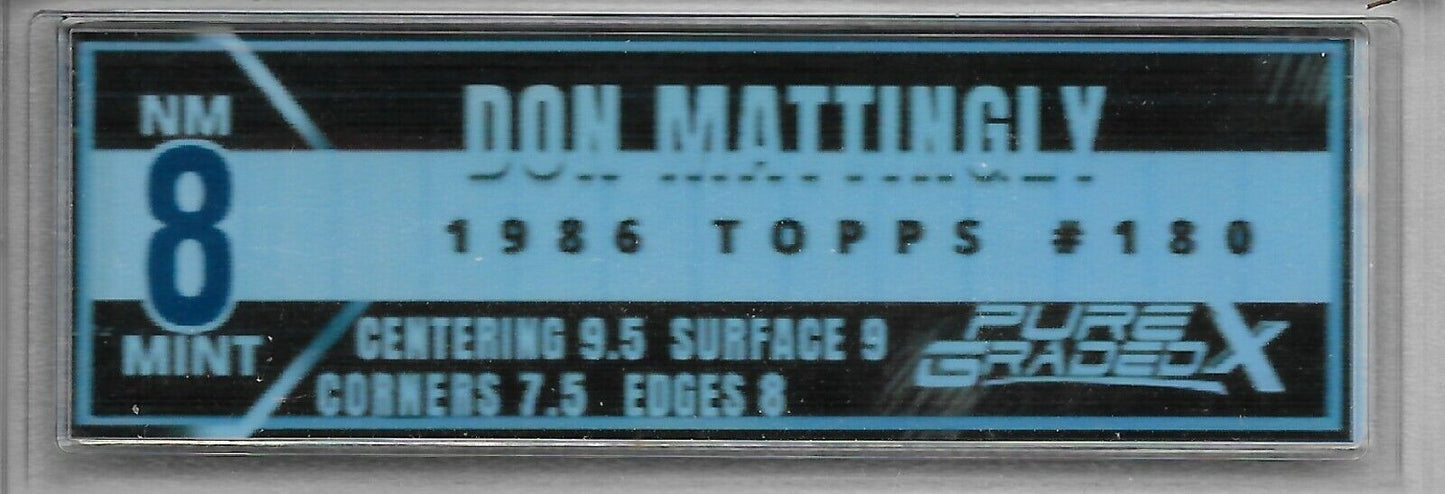 NM
8
MINT
DON MATTINGLY
1986 TOPPS #180
CENTERING 9.5 SURFACE 9
CORNERS 7.5 EDGES 8
PURE
GRADED X